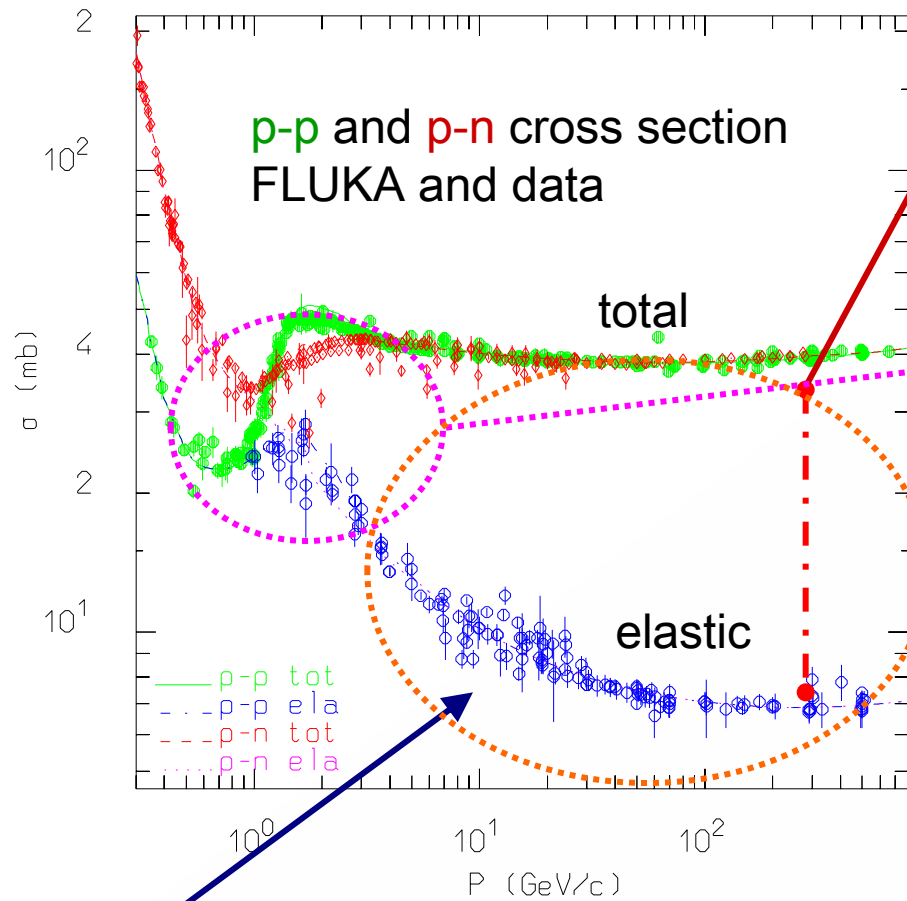 2
10²
4
2
10¹
σ (mb)
p-p and p-n cross section
FLUKA and data
total
elastic
p-p tot
p-p ela
p-n tot
p-n ela
10⁰ 10¹ 10²
P (GeV/c)